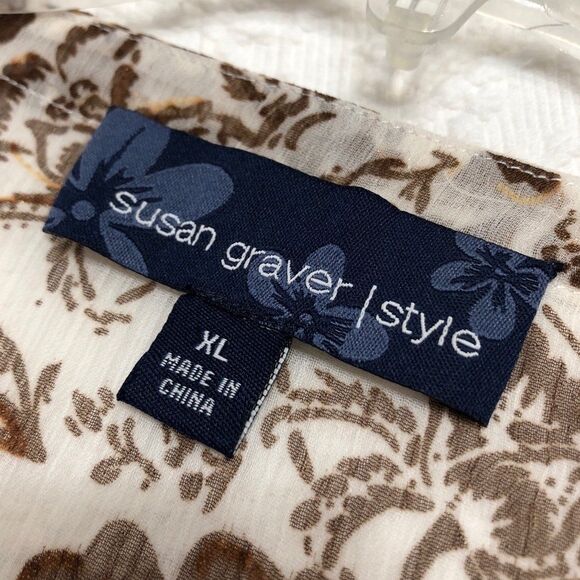 susan graver | style
XL
MADE IN
CHINA